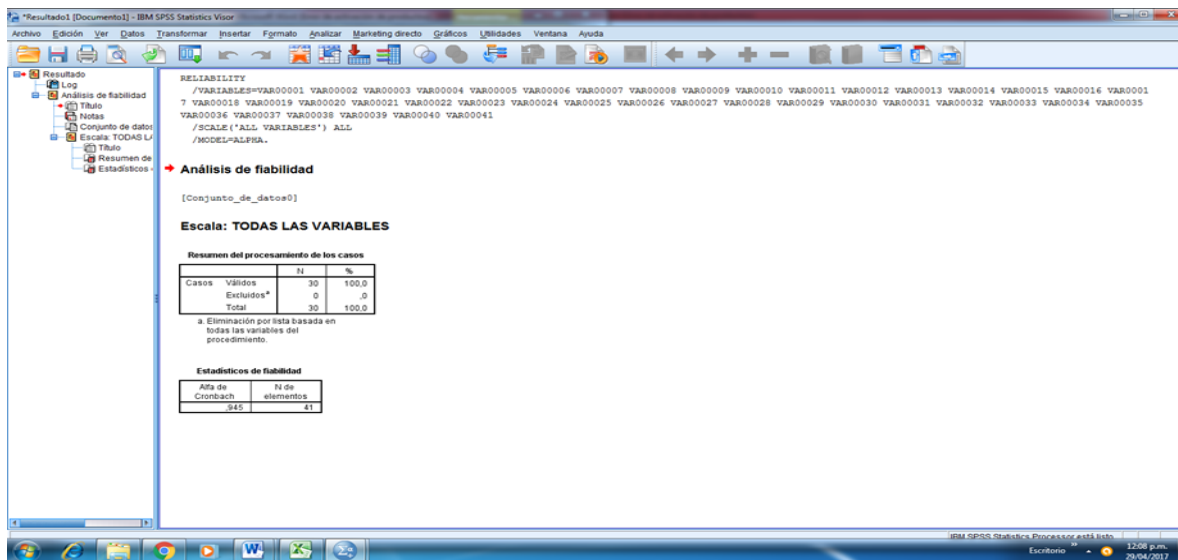 *Resultado1 [Documento1] - IBM SPSS Statistics Visor
Archivo Edición Ver Datos Transformar Insertar Formato Analizar Marketing directo Gráficos Utilidades Ventana Ayuda
Resultado
Log
Análisis de fiabilidad
Título
Notas
Conjunto de datos
Escala: TODAS LA
Título
Resumen de
Estadísticos
RELIABILITY
/VARIABLES=VAR00001 VAR00002 VAR00003 VAR00004 VAR00005 VAR00006 VAR00007 VAR00008 VAR00009 VAR00010 VAR00011 VAR00012 VAR00013 VAR00014 VAR00015 VAR00016 VAR0001
7 VAR00018 VAR00019 VAR00020 VAR00021 VAR00022 VAR00023 VAR00024 VAR00025 VAR00026 VAR00027 VAR00028 VAR00029 VAR00030 VAR00031 VAR00032 VAR00033 VAR00034 VAR00035
VAR00036 VAR00037 VAR00038 VAR00039 VAR00040 VAR00041
/SCALE('ALL VARIABLES') ALL
/MODEL=ALPHA.
Análisis de fiabilidad
[Conjunto_de_datos0]
Escala: TODAS LAS VARIABLES
Resumen del procesamiento de los casos
N %
Casos Válidos 30 100,0
Excluidosª 0 ,0
Total 30 100,0
a. Eliminación por lista basada en
todas las variables del
procedimiento.
Estadísticos de fiabilidad
Alfa de Cronbach N de elementos
,945 41
IBM SPSS Statistics Processor está listo
Escritorio
12:08 p.m.
29/04/2017